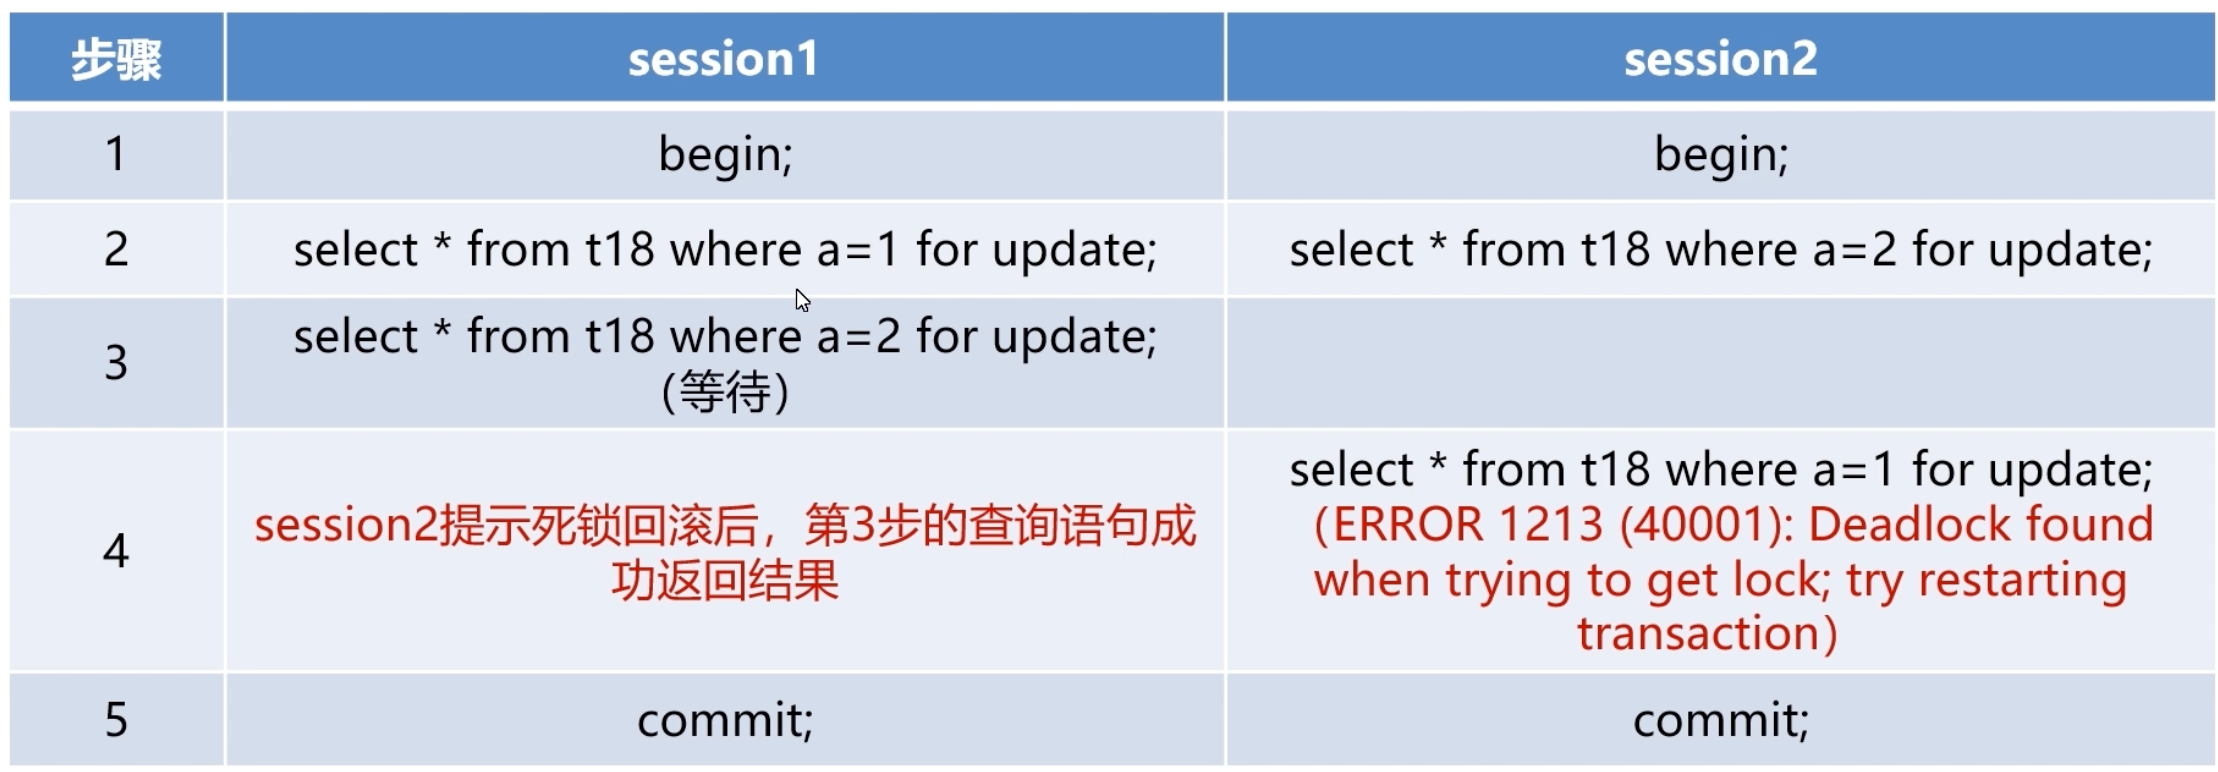 步骤 session1 session2
1 begin; begin;
2 select * from t18 where a=1 for update; select * from t18 where a=2 for update;
3 select * from t18 where a=2 for update;
（等待）
4 session2提示死锁回滚后，第3步的查询语句成
功返回结果
select * from t18 where a=1 for update;
（ERROR 1213 (40001): Deadlock found
when trying to get lock; try restarting
transaction）
5 commit; commit;